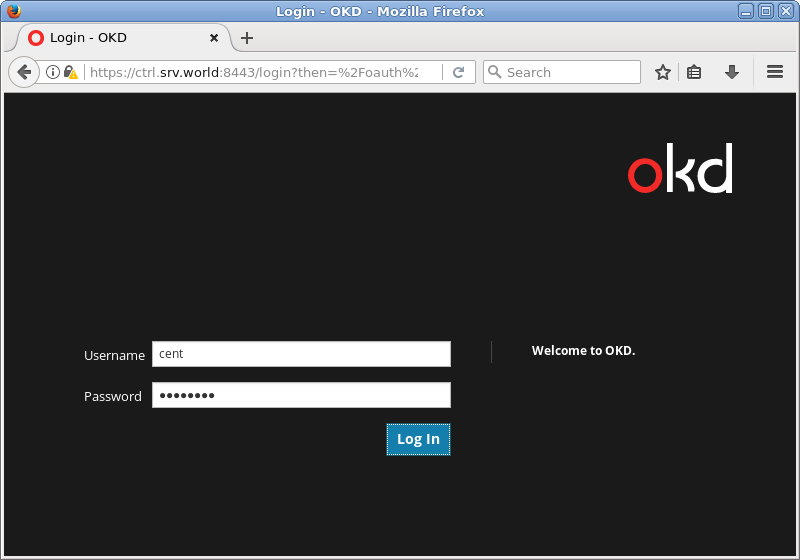 Login - OKD - Mozilla Firefox
Login - OKD
https://ctrl.srv.world:8443/login?then=%2Foauth%2
Search
okd
Username cent
Welcome to OKD.
Password ●●●●●●●●
Log In